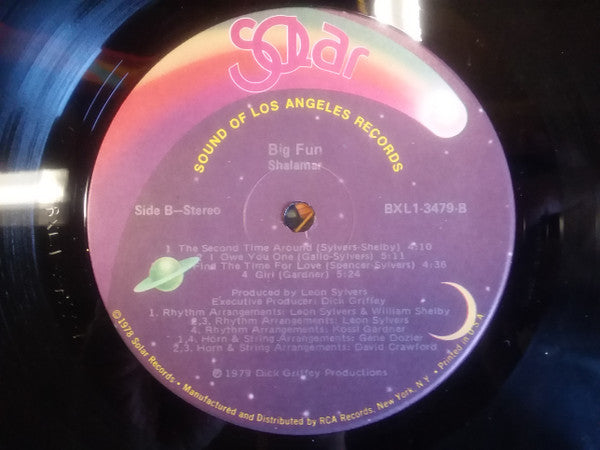 Solar
SOUND OF LOS ANGELES RECORDS
Big Fun
Shalamar
Side B—Stereo
BXL1-3479-B
1 The Second Time Around (Sylvers-Shelby) 4:10
2 I Owe You One (Gallo-Sylvers) 5:11
Find The Time For Love (Spencer-Sylvers) 4:36
4 Girl (Gardner) 5:24
Produced by Leon Sylvers
Executive Producer: Dick Griffey
1. Rhythm Arrangements: Leon Sylvers & William Shelby
2,3. Rhythm Arrangements: Leon Sylvers
4. Rhythm Arrangements: Kossi Gardner
1,4. Horn & String Arrangements: Gene Dozier
2,3. Horn & String Arrangements: David Crawford
℗ 1979 Dick Griffey Productions
© 1978 Solar Records • Manufactured and Distributed by RCA Records, New York, N.Y. • Printed in U.S.A.